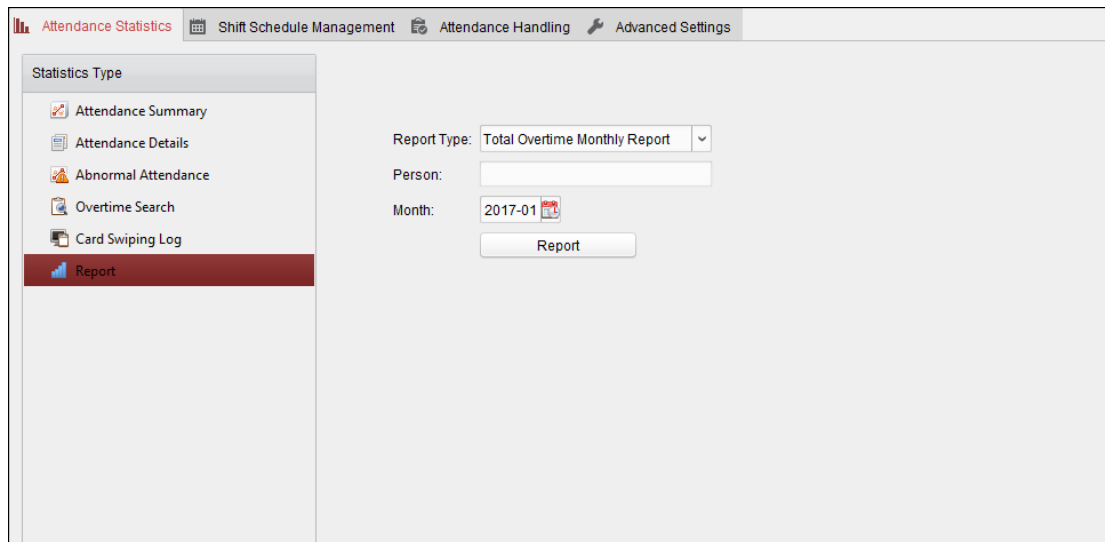 Attendance Statistics Shift Schedule Management Attendance Handling Advanced Settings
Statistics Type
Attendance Summary
Attendance Details
Abnormal Attendance
Overtime Search
Card Swiping Log
Report
Report Type: Total Overtime Monthly Report
Person:
Month: 2017-01
Report